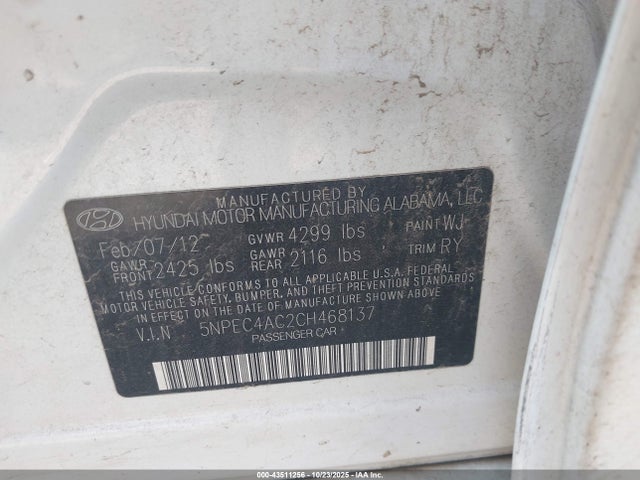 MANUFACTURED BY
HYUNDAI MOTOR MANUFACTURING ALABAMA, LLC
Feb/07/12 GVWR 4299 lbs PAINT WJ
GAWR FRONT 2425 lbs GAWR REAR 2116 lbs TRIM RY
THIS VEHICLE CONFORMS TO ALL APPLICABLE U.S.A. FEDERAL
MOTOR VEHICLE SAFETY, BUMPER, AND THEFT PREVENTION STANDARDS
IN EFFECT ON THE DATE OF MANUFACTURE SHOWN ABOVE.
V.I.N 5NPEC4AC2CH468137
PASSENGER CAR
000-43511256 - 10/23/2025 - IAA Inc.